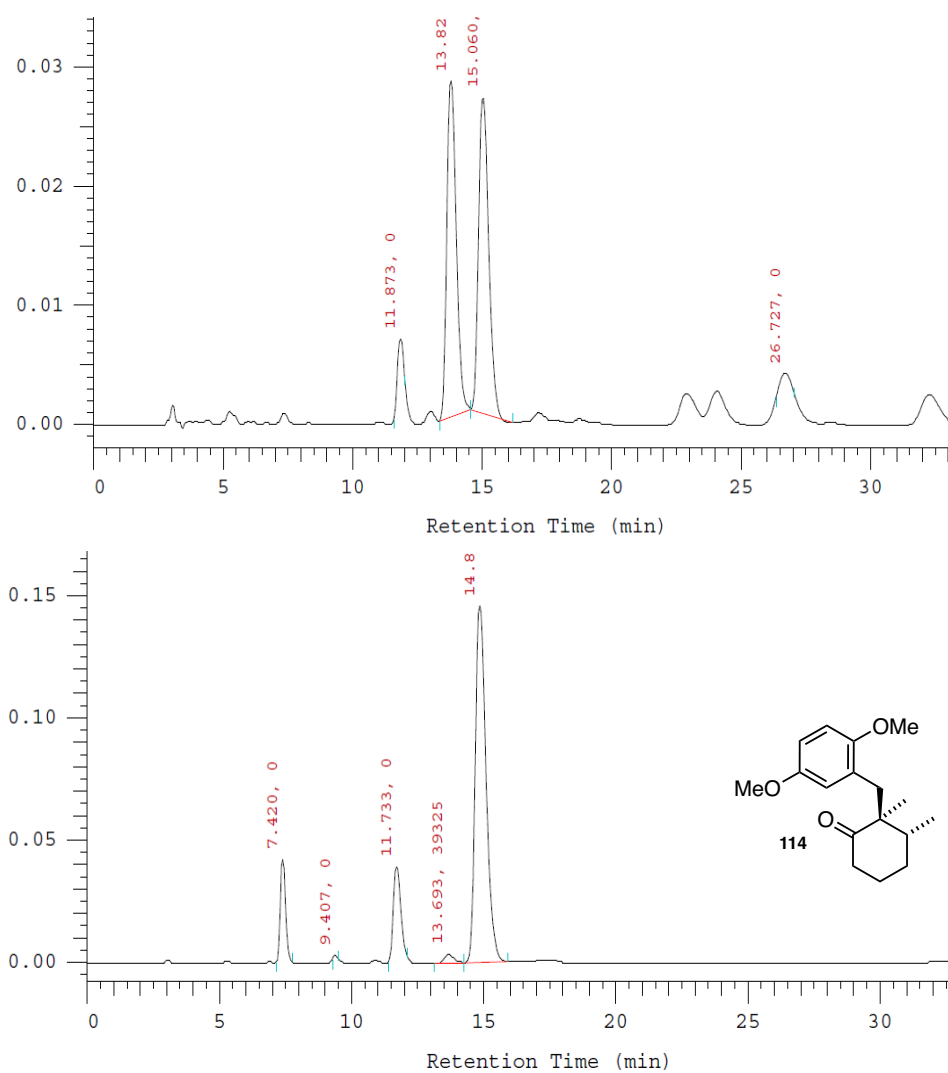 13.82
15.060,
0.03
0.02
11.873, 0
26.727, 0
0.01
0.00
0 5 10 15 20 25 30
Retention Time (min)
14.8
0.15
0.10
7.420, 0
11.733, 0
9.407, 0
13.693, 39325
0.05
0.00
OMe
MeO
O
114
0 5 10 15 20 25 30
Retention Time (min)